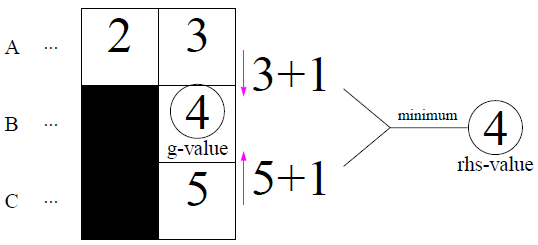 A ... 2 3
3+1
B ... 4 minimum 4
g-value rhs-value
C ... 5 5+1